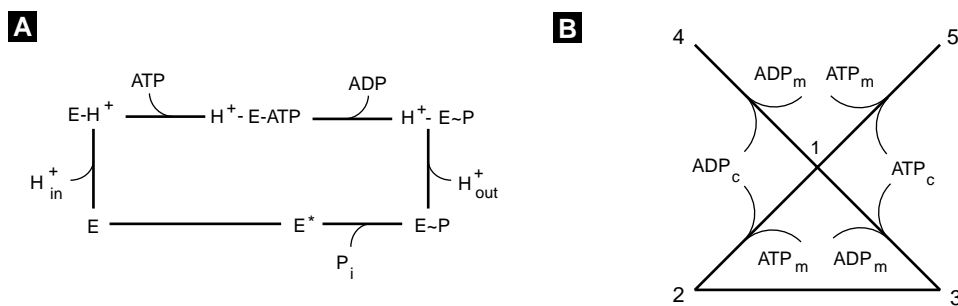 A
B
4
5
ATP
ADP
ADPm
ATPm
E-H+
H+- E-ATP
H+- E~P
1
H+in
H+out
ADPc
ATPc
E
E*
E~P
Pi
ATPm
ADPm
2
3